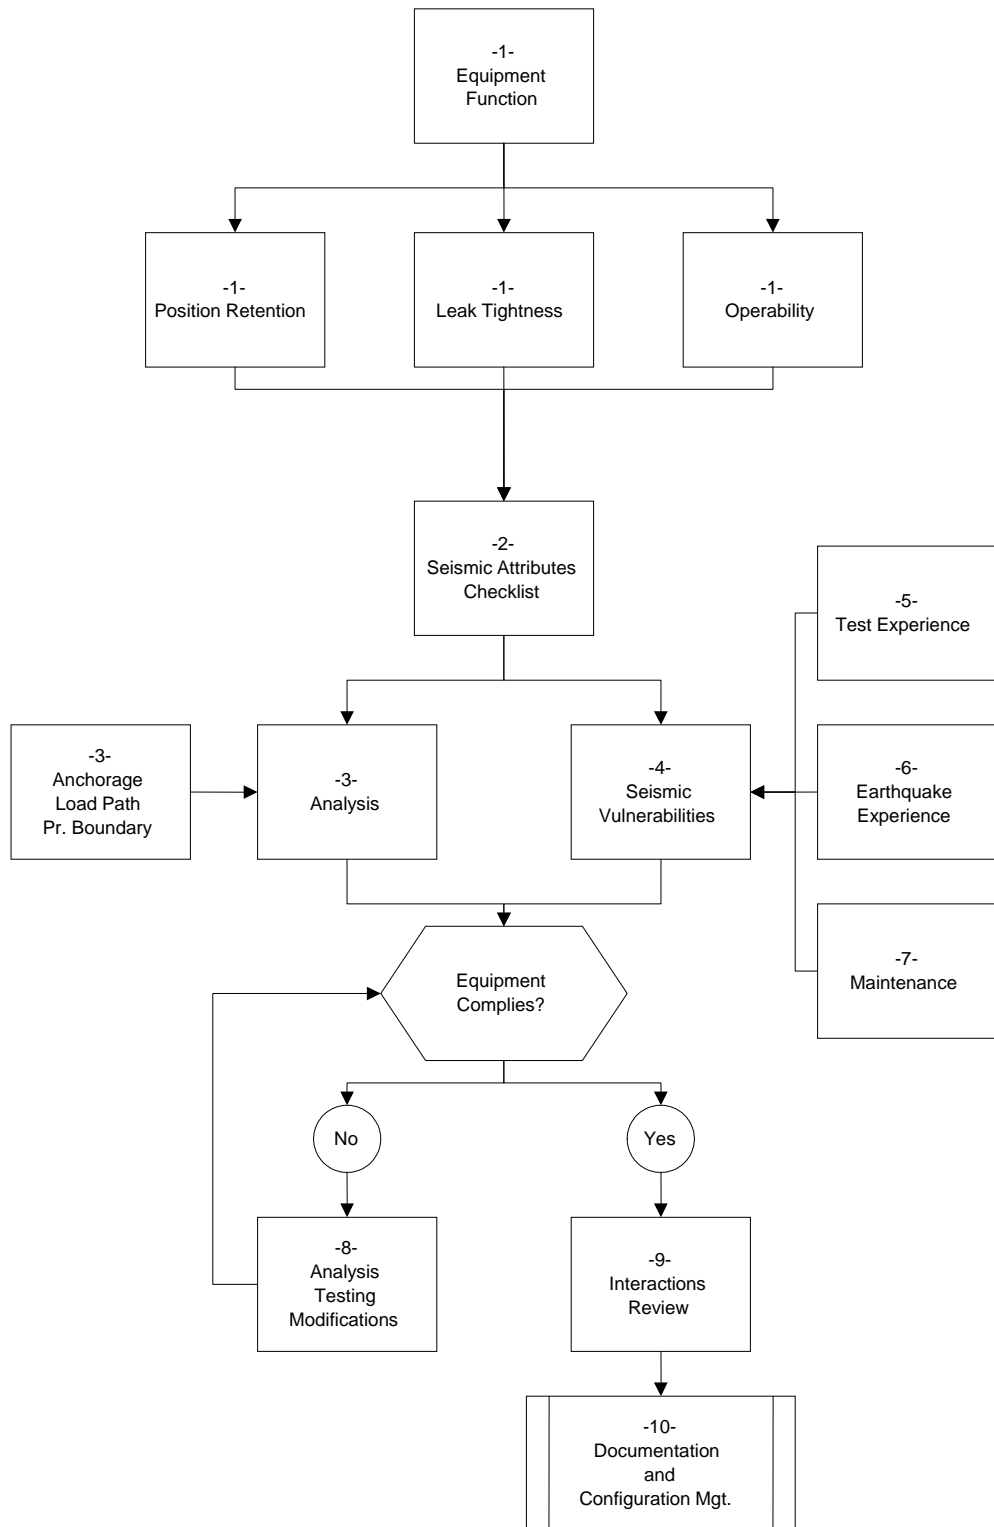 -1-
Equipment
Function
-1-
Position Retention
-1-
Leak Tightness
-1-
Operability
-2-
Seismic Attributes
Checklist
-5-
Test Experience
-3-
Anchorage
Load Path
Pr. Boundary
-3-
Analysis
-4-
Seismic
Vulnerabilities
-6-
Earthquake
Experience
-7-
Maintenance
Equipment
Complies?
No
Yes
-8-
Analysis
Testing
Modifications
-9-
Interactions
Review
-10-
Documentation
and
Configuration Mgt.